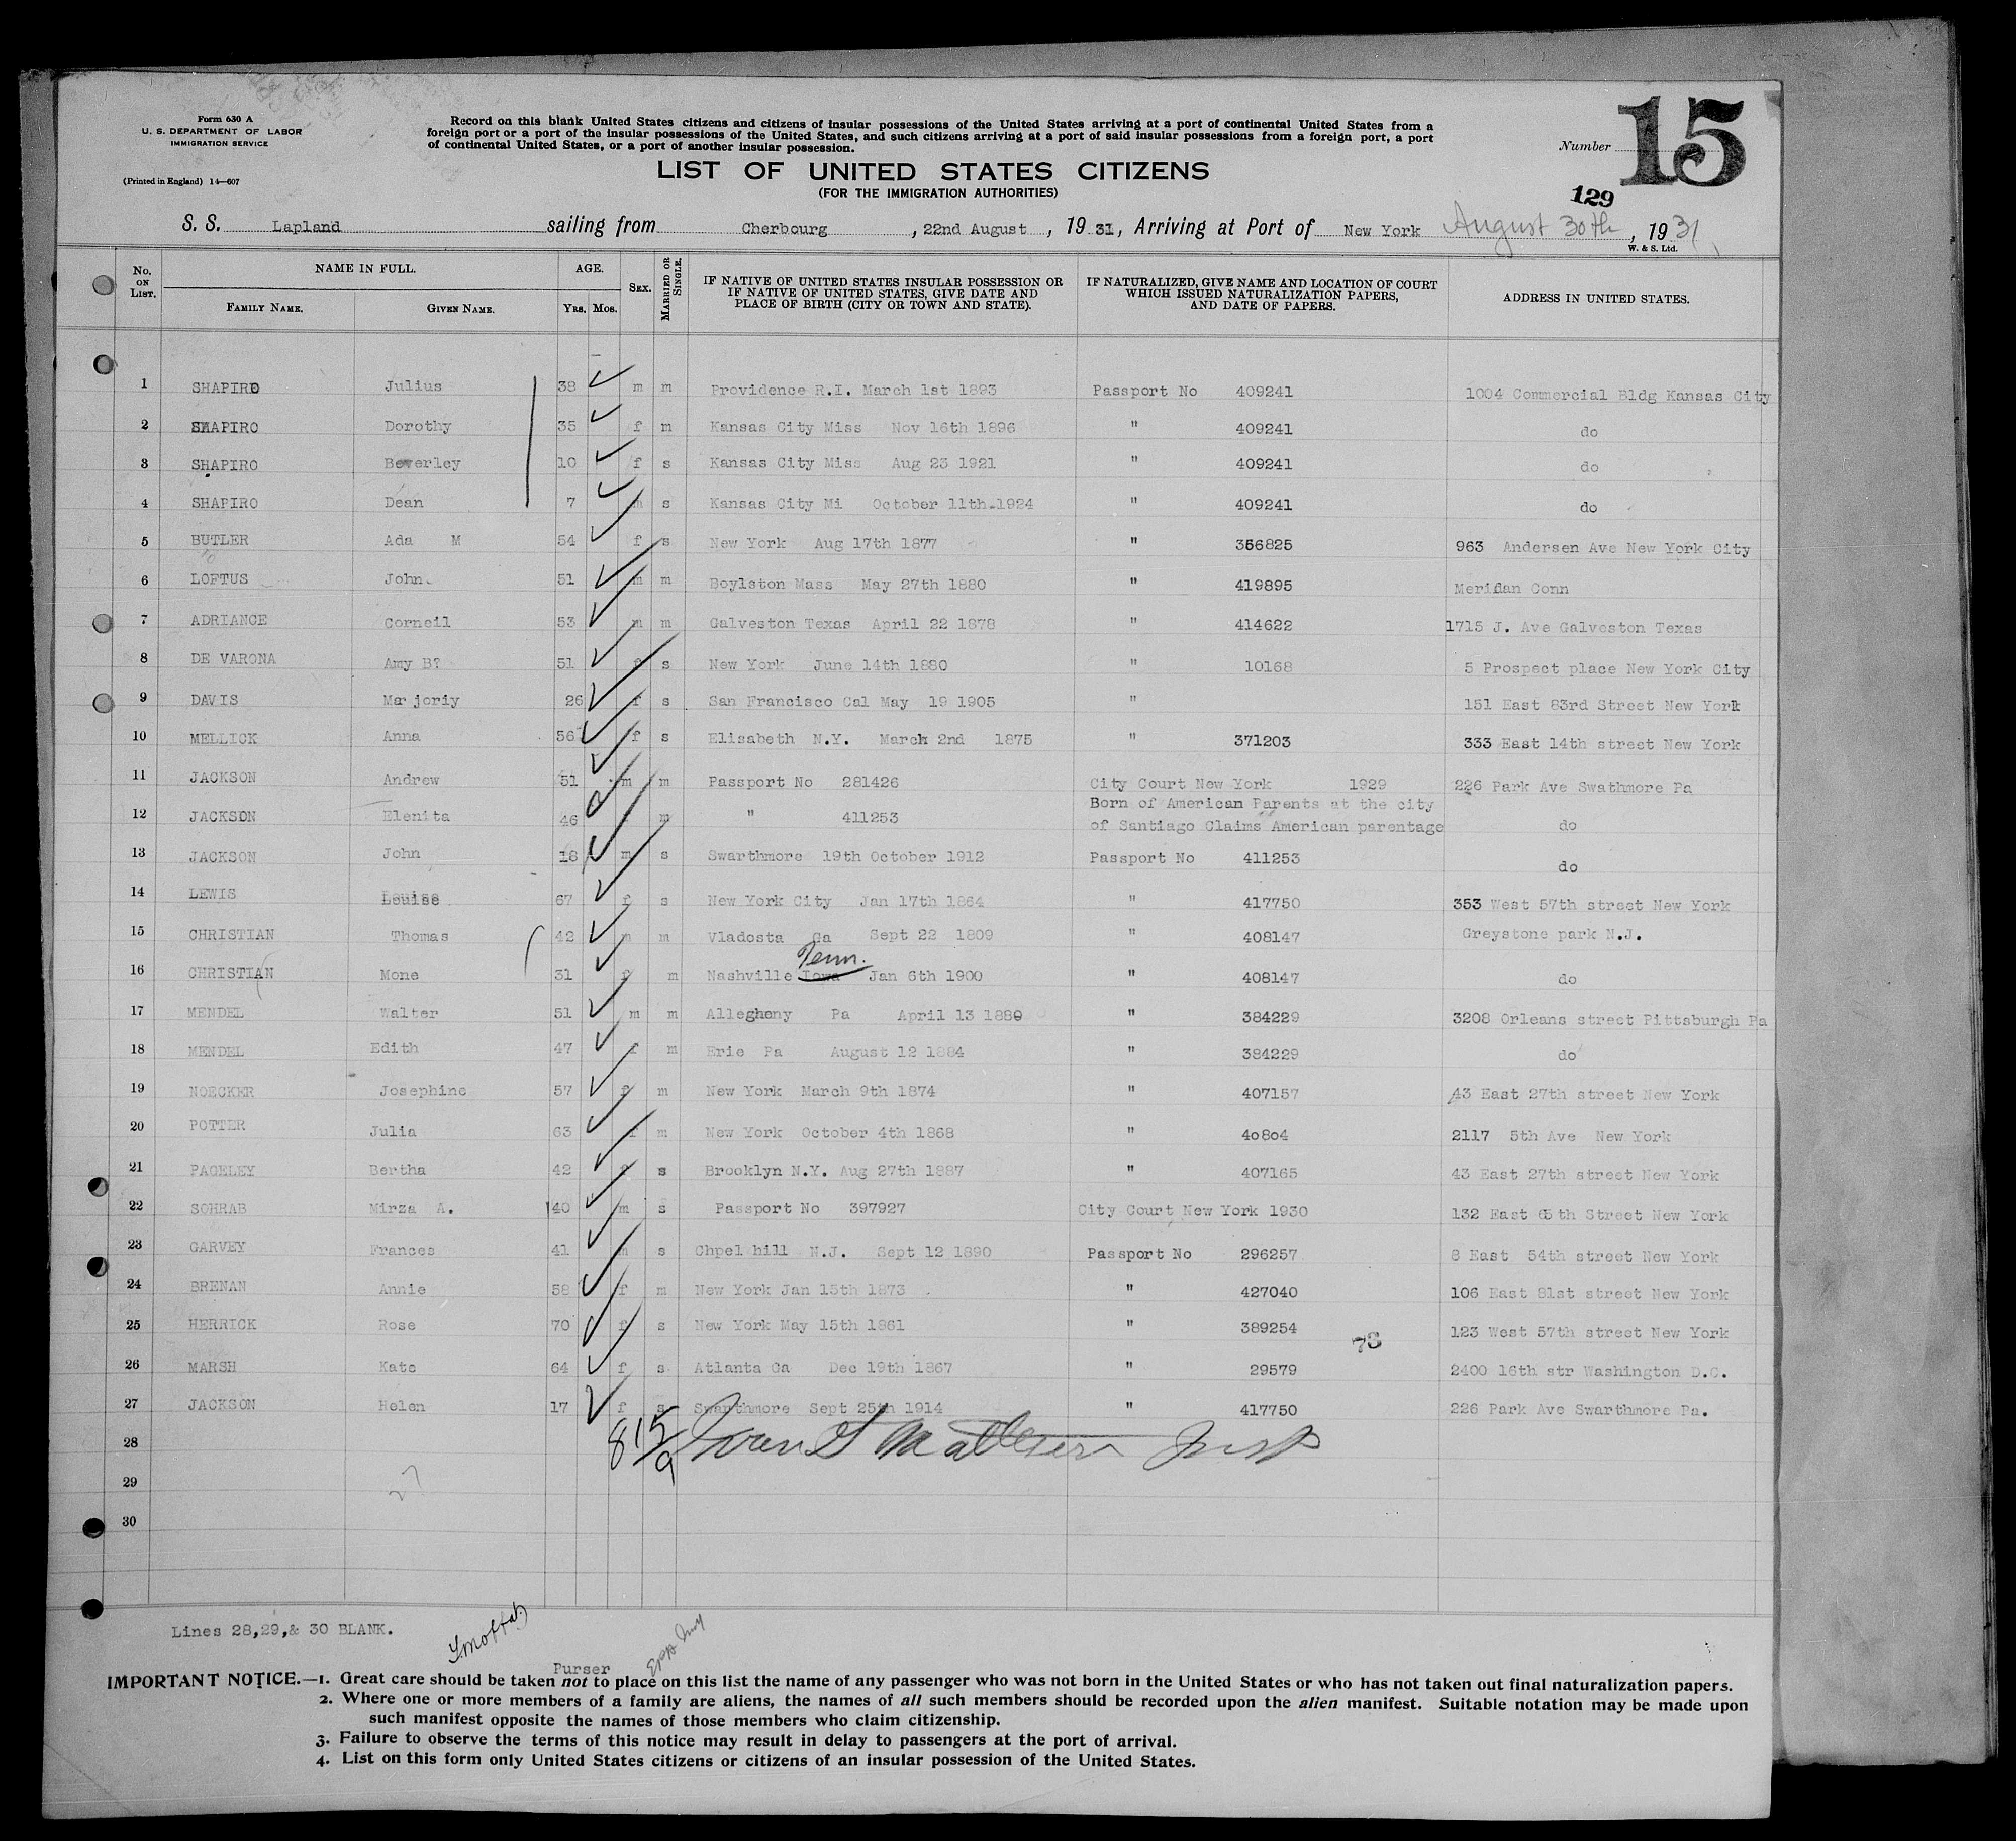 Form 630 A
U. S. DEPARTMENT OF LABOR
IMMIGRATION SERVICE
(Printed in England) 14—607
Record on this blank United States citizens and citizens of insular possessions of the United States arriving at a port of continental United States from a
foreign port or a port of the insular possessions of the United States, and such citizens arriving at a port of said insular possessions from a foreign port, a port
of continental United States, or a port of another insular possession.
Number 15
LIST OF UNITED STATES CITIZENS
(FOR THE IMMIGRATION AUTHORITIES)
129
S. S. Lapland sailing from Cherbourg , 22nd August , 19 31, Arriving at Port of New York August 30th , 1931
W. & S. Ltd.
No. ON LIST. NAME IN FULL. FAMILY NAME. GIVEN NAME. AGE. YRS. MOS. SEX. MARRIED OR SINGLE. IF NATIVE OF UNITED STATES INSULAR POSSESSION OR IF NATIVE OF UNITED STATES, GIVE DATE AND PLACE OF BIRTH (CITY OR TOWN AND STATE). IF NATURALIZED, GIVE NAME AND LOCATION OF COURT WHICH ISSUED NATURALIZATION PAPERS, AND DATE OF PAPERS. ADDRESS IN UNITED STATES.
1 SHAPIRO Julius 38 m m Providence R.I. March 1st 1893 Passport No 409241 1004 Commercial Bldg Kansas City
2 SHAPIRO Dorothy 35 f m Kansas City Miss Nov 16th 1896 " 409241 do
3 SHAPIRO Beverley 10 f s Kansas City Miss Aug 23 1921 " 409241 do
4 SHAPIRO Dean 7 m s Kansas City Mi October 11th.1924 " 409241 do
5 BUTLER Ada M 54 f s New York Aug 17th 1877 " 356825 963 Andersen Ave New York City
6 LOFTUS John. 51 m m Boylston Mass May 27th 1880 " 419895 Meridan Conn
7 ADRIANCE Corneil 53 m m Galveston Texas April 22 1878 " 414622 1715 J. Ave Galveston Texas
8 DE VARONA Amy B? 51 f s New York June 14th 1880 " 10168 5 Prospect place New York City
9 DAVIS Marjoriy 26 f s San Francisco Cal May 19 1905 " 151 East 83rd Street New York
10 MELLICK Anna 56 f s Elisabeth N.Y. March 2nd 1875 " 371203 333 East 14th street New York
11 JACKSON Andrew 51 m m Passport No 281426 City Court New York 1929 226 Park Ave Swathmore Pa
12 JACKSON Elenita 46 f m " 411253 Born of American Parents at the city
of Santiago Claims American parentage do
13 JACKSON John 18 m s Swarthmore 19th October 1912 Passport No 411253 do
14 LEWIS Louise 67 f s New York City Jan 17th 1864 " 417750 353 West 57th street New York
15 CHRISTIAN Thomas 42 m m Vladosta Ga Sept 22 1809 " 408147 Greystone park N.J.
Tenn.
16 CHRISTIAN Mone 31 f m Nashville Iowa Jan 6th 1900 " 408147 do
17 MENDEL Walter 51 m m Allegheny Pa April 13 1880 " 384229 3208 Orleans street Pittsburgh Pa
18 MENDEL Edith 47 f m Erie Pa August 12 1884 " 384229 do
19 NOECKER Josephine 57 f m New York March 9th 1874 " 407157 43 East 27th street New York
20 POTTER Julia 63 f m New York October 4th 1868 " 40804 2117 5th Ave New York
21 PAGELEY Bertha 42 f s Brooklyn N.Y. Aug 27th 1887 " 407165 43 East 27th street New York
22 SOHRAB Mirza A. 40 m s Passport No 397927 City Court New York 1930 132 East 65th Street New York
23 GARVEY Frances 41 m s Chpel hill N.J. Sept 12 1890 Passport No 296257 8 East 54th street New York
24 BRENAN Annie 58 f m New York Jan 15th 1873 " 427040 106 East 81st street New York
25 HERRICK Rose 70 f s New York May 15th 1861 " 389254 123 West 57th street New York
73
26 MARSH Kate 64 f s Atlanta Ga Dec 19th 1867 " 29579 2400 16th str Washington D.C.
27 JACKSON Helen 17 f s Swarthmore Sept 25th 1914 " 417750 226 Park Ave Swarthmore Pa.
28 815/9
29 27
30
Lines 28,29,& 30 BLANK.
Purser
IMPORTANT NOTICE.—1. Great care should be taken not to place on this list the name of any passenger who was not born in the United States or who has not taken out final naturalization papers.
2. Where one or more members of a family are aliens, the names of all such members should be recorded upon the alien manifest. Suitable notation may be made upon
such manifest opposite the names of those members who claim citizenship.
3. Failure to observe the terms of this notice may result in delay to passengers at the port of arrival.
4. List on this form only United States citizens or citizens of an insular possession of the United States.